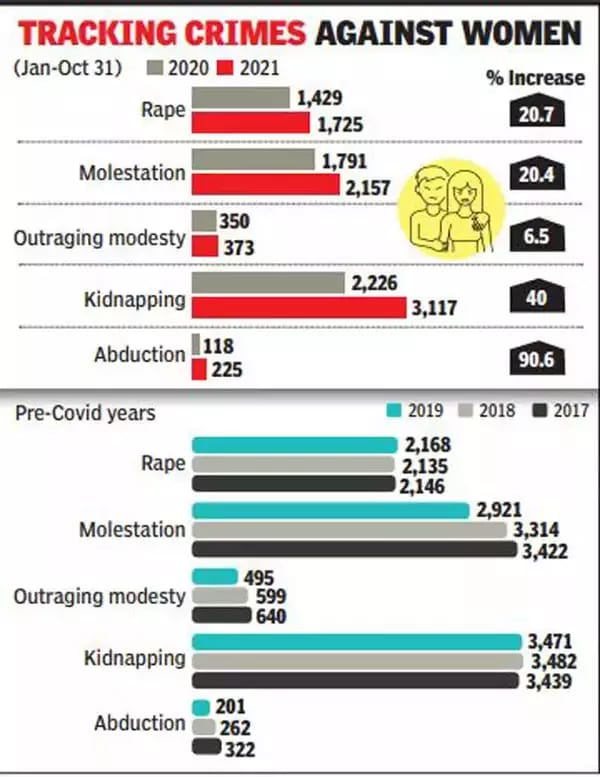 TRACKING CRIMES AGAINST WOMEN
(Jan-Oct 31) 2020 2021
% Increase
Rape 1,429 1,725 20.7
Molestation 1,791 2,157 20.4
Outraging modesty 350 373 6.5
Kidnapping 2,226 3,117 40
Abduction 118 225 90.6
Pre-Covid years 2019 2018 2017
Rape 2,168 2,135 2,146
Molestation 2,921 3,314 3,422
Outraging modesty 495 599 640
Kidnapping 3,471 3,482 3,439
Abduction 201 262 322